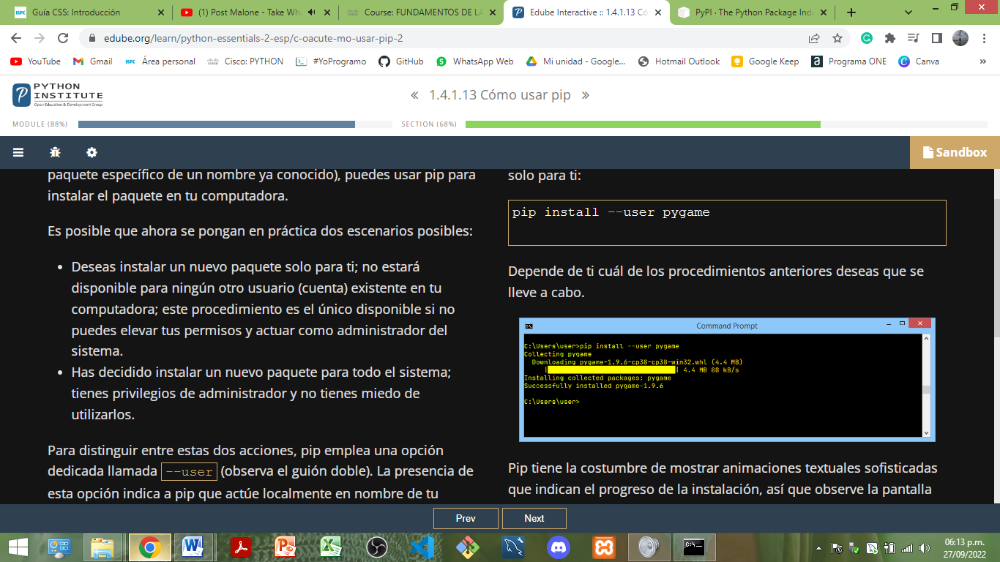 Guía CSS: Introducción
(1) Post Malone - Take Wh
Course: FUNDAMENTOS DE LA
Edube Interactive :: 1.4.1.13 Có
PyPI · The Python Package Inde
edube.org/learn/python-essentials-2-esp/c-oacute-mo-usar-pip-2
YouTube
Gmail
Área personal
Cisco: PYTHON
#YoProgramo
GitHub
WhatsApp Web
Mi unidad - Google...
Hotmail Outlook
Google Keep
Programa ONE
Canva
»
PYTHON
INSTITUTE
Open Education & Development Group
« 1.4.1.13 Cómo usar pip »
MODULE (88%)
SECTION (68%)
Sandbox
paquete específico de un nombre ya conocido), puedes usar pip para
instalar el paquete en tu computadora.
Es posible que ahora se pongan en práctica dos escenarios posibles:
• Deseas instalar un nuevo paquete solo para ti; no estará
disponible para ningún otro usuario (cuenta) existente en tu
computadora; este procedimiento es el único disponible si no
puedes elevar tus permisos y actuar como administrador del
sistema.
• Has decidido instalar un nuevo paquete para todo el sistema;
tienes privilegios de administrador y no tienes miedo de
utilizarlos.
Para distinguir entre estas dos acciones, pip emplea una opción
dedicada llamada --user (observa el guión doble). La presencia de
esta opción indica a pip que actúe localmente en nombre de tu
solo para ti:
pip install --user pygame
Depende de ti cuál de los procedimientos anteriores deseas que se
lleve a cabo.
Command Prompt
C:\Users\user>pip install --user pygame
Collecting pygame
Downloading pygame-1.9.6-cp38-cp38-win32.whl (4.4 MB)
| | 4.4 MB 88 kB/s
Installing collected packages: pygame
Successfully installed pygame-1.9.6
C:\Users\user>
Pip tiene la costumbre de mostrar animaciones textuales sofisticadas
que indican el progreso de la instalación, así que observe la pantalla
Prev
Next
06:13 p.m.
27/09/2022